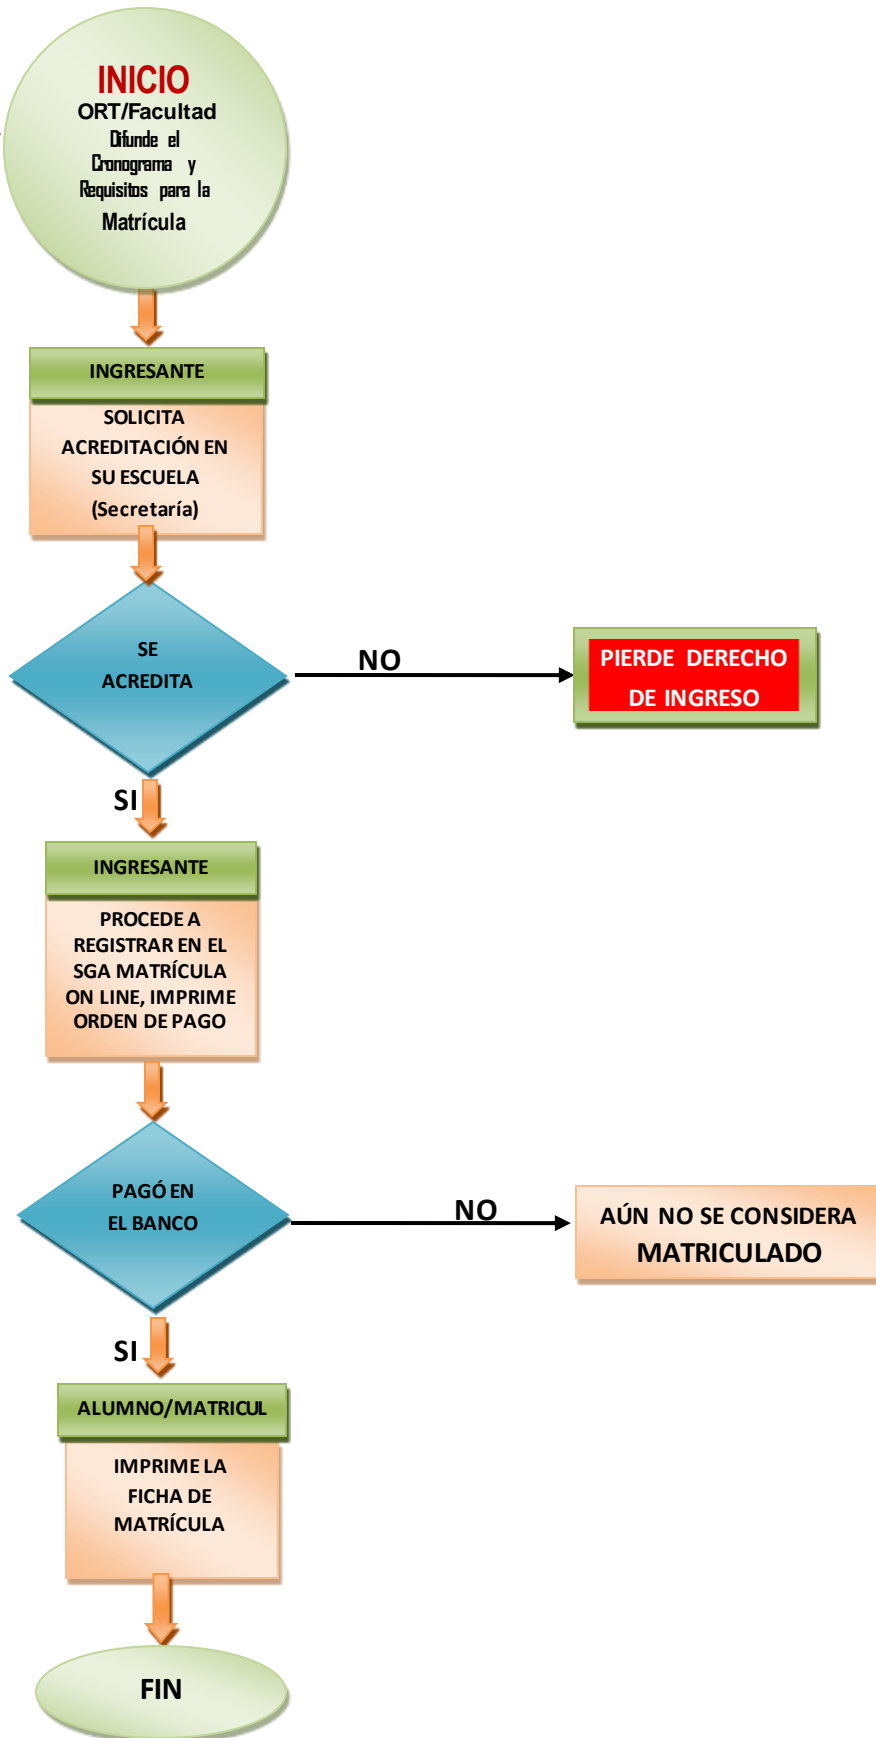 INICIO
ORT/Facultad
Difunde el
Cronograma y
Requisitos para la
Matrícula
INGRESANTE
SOLICITA
ACREDITACIÓN EN
SU ESCUELA
(Secretaría)
SE
ACREDITA
NO
PIERDE DERECHO
DE INGRESO
SI
INGRESANTE
PROCEDE A
REGISTRAR EN EL
SGA MATRÍCULA
ON LINE, IMPRIME
ORDEN DE PAGO
PAGÓ EN
EL BANCO
NO
AÚN NO SE CONSIDERA
MATRICULADO
SI
ALUMNO/MATRICUL
IMPRIME LA
FICHA DE
MATRÍCULA
FIN